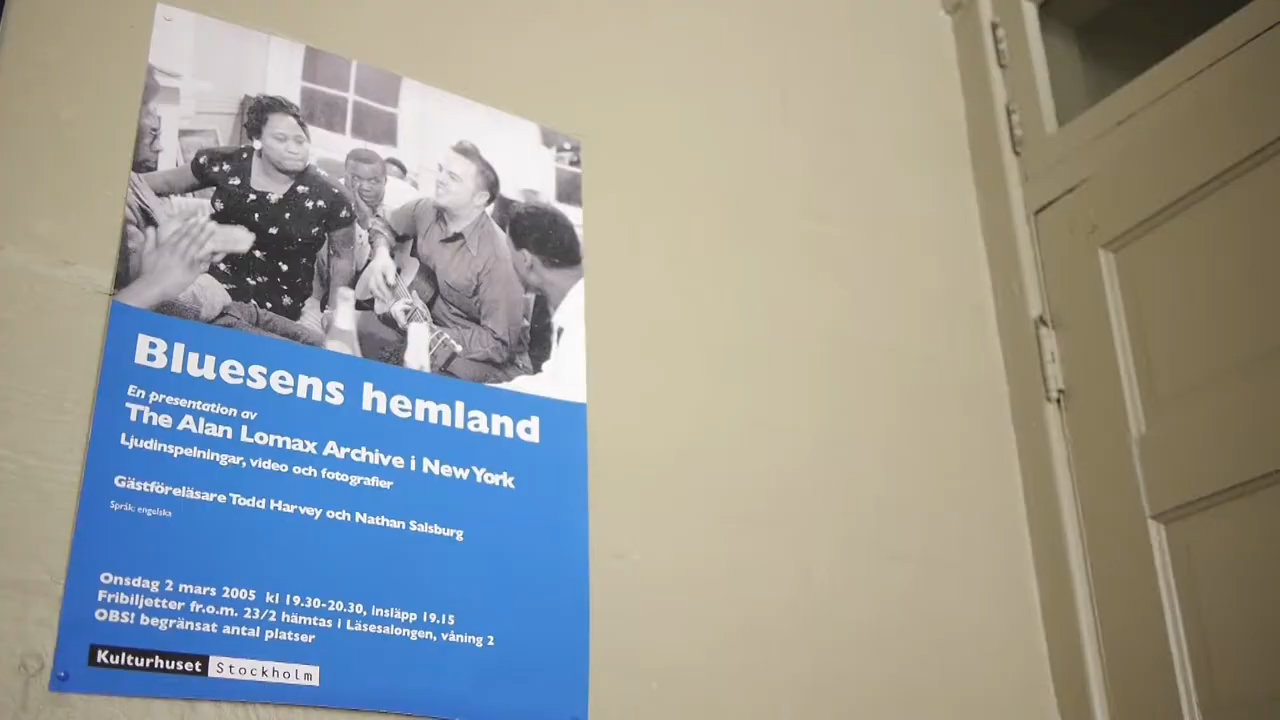 Bluesens hemland
En presentation av
The Alan Lomax Archive i New York
Ljudinspelningar, video och fotografier
Gästföreläsare Todd Harvey och Nathan Salsburg
Språk: engelska
Onsdag 2 mars 2005 kl 19.30-20.30, insläpp 19.15
Fribiljetter fr.o.m. 23/2 hämtas i Läsesalongen, våning 2
OBS! begränsat antal platser
Kulturhuset Stockholm